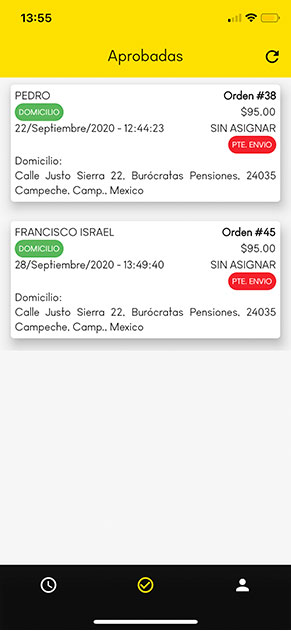 13:55
Aprobadas
PEDRO Orden #38
DOMICILIO $95.00
22/Septiembre/2020 - 12:44:23 SIN ASIGNAR
PTE. ENVIO
Domicilio:
Calle Justo Sierra 22, Burócratas Pensiones, 24035
Campeche, Camp., Mexico
FRANCISCO ISRAEL Orden #45
DOMICILIO $95.00
28/Septiembre/2020 - 13:49:40 SIN ASIGNAR
PTE. ENVIO
Domicilio:
Calle Justo Sierra 22, Burócratas Pensiones, 24035
Campeche, Camp., Mexico